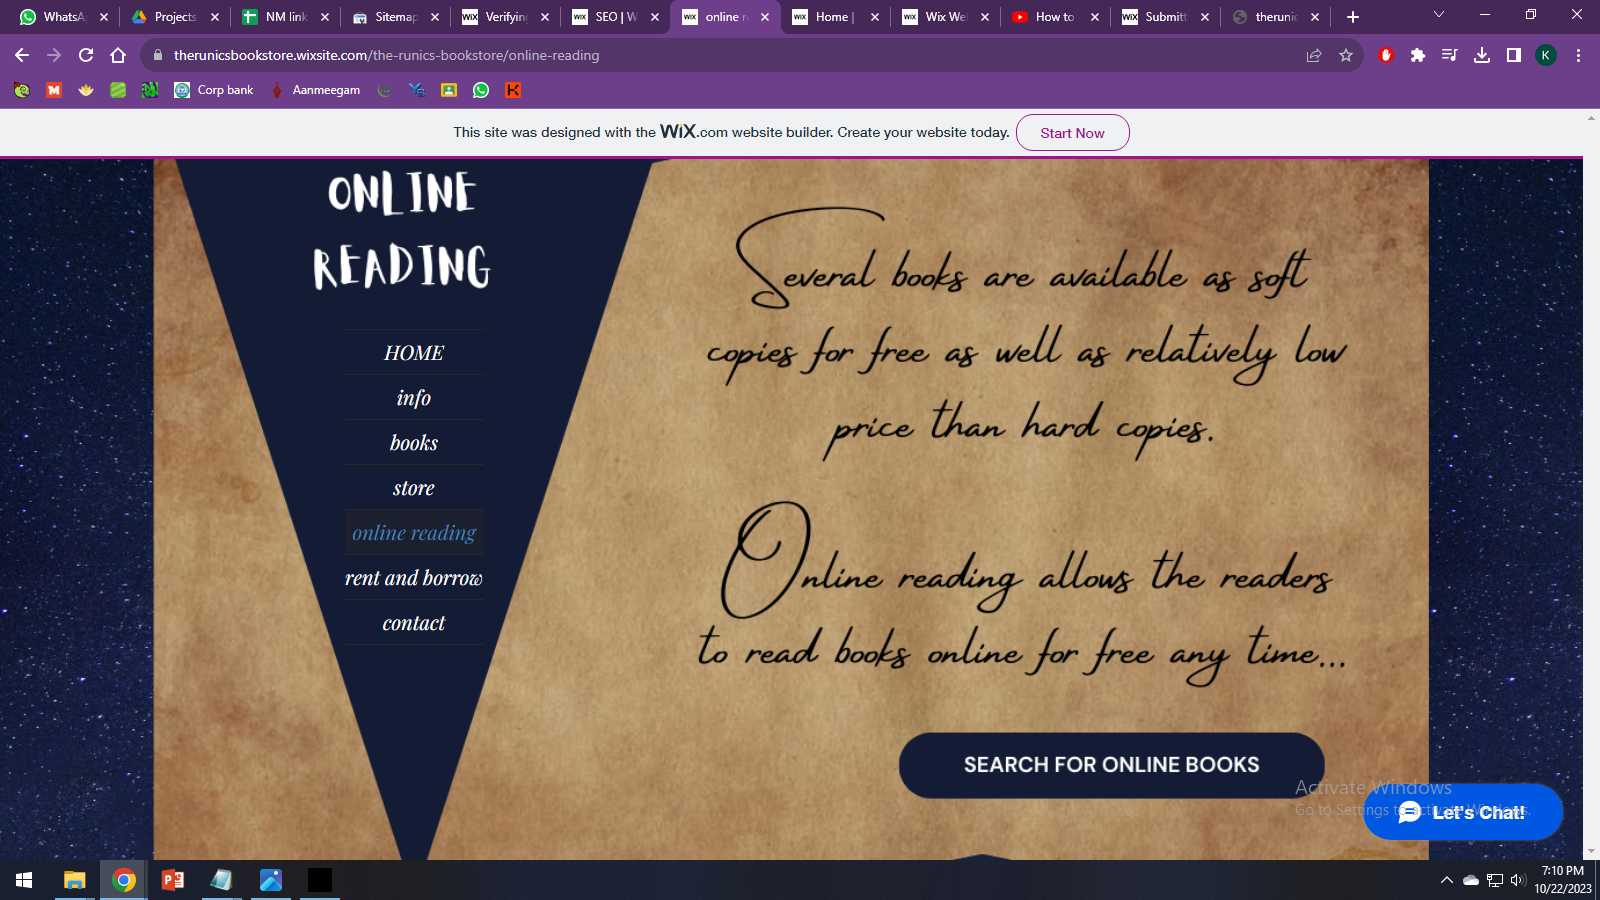 WhatsA
Projects
NM link
Sitemap
Verifying
SEO | W
online r
Home |
Wix We
How to
Submitt
therunic
therunicsbookstore.wixsite.com/the-runics-bookstore/online-reading
K
Corp bank
Aanmeegam
This site was designed with the WiX.com website builder. Create your website today.
Start Now
ONLINE
READING
HOME
info
books
store
online reading
rent and borrow
contact
Several books are available as soft
copies for free as well as relatively low
price than hard copies.
Online reading allows the readers
to read books online for free any time...
SEARCH FOR ONLINE BOOKS
Activate Windows
Go to Settings to activate Windows.
Let's Chat!
7:10 PM
10/22/2023